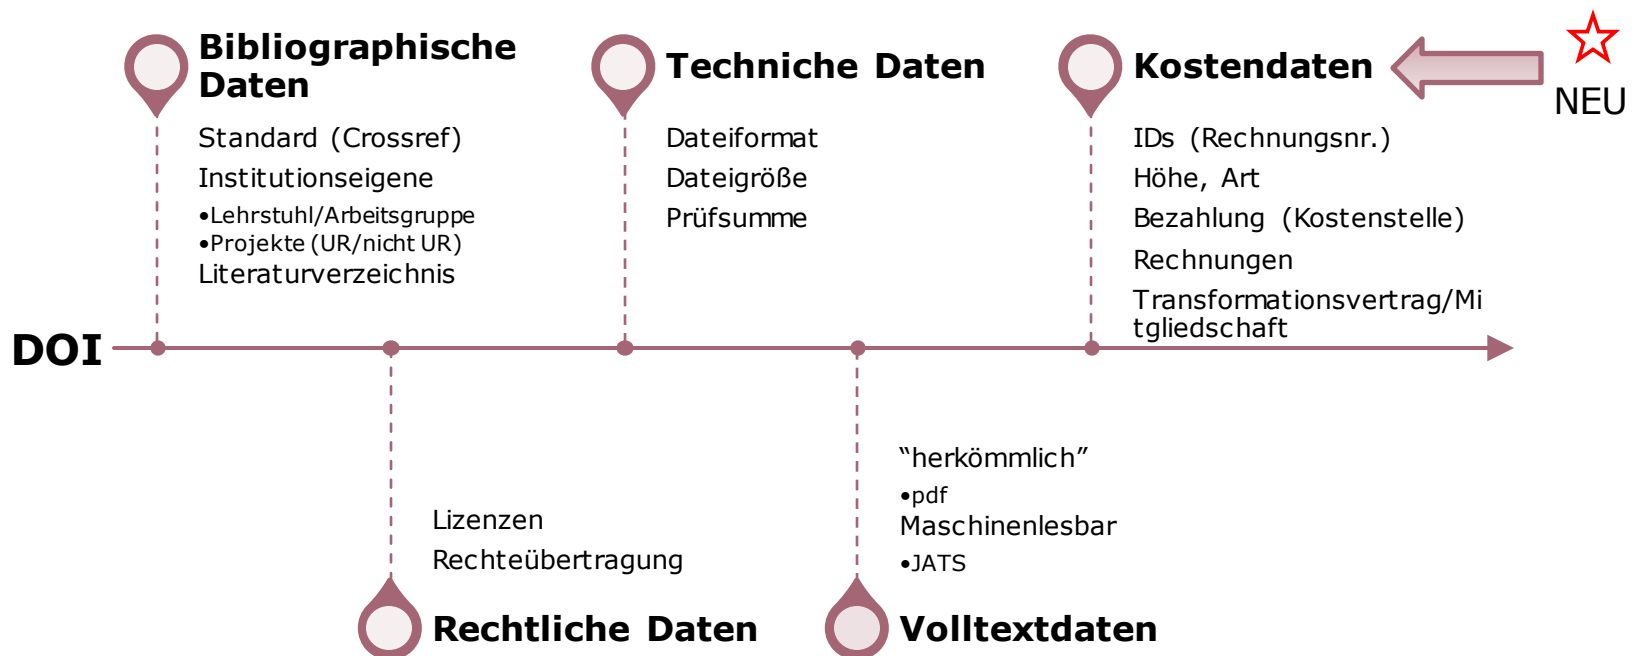 Bibliographische
Daten
Standard (Crossref)
Institutionseigene
•Lehrstuhl/Arbeitsgruppe
•Projekte (UR/nicht UR)
Literaturverzeichnis
Techniche Daten
Dateiformat
Dateigröße
Prüfsumme
Kostendaten
NEU
IDs (Rechnungsnr.)
Höhe, Art
Bezahlung (Kostenstelle)
Rechnungen
Transformationsvertrag/Mi
tgliedschaft
DOI
Lizenzen
Rechteübertragung
Rechtliche Daten
“herkömmlich”
•pdf
Maschinenlesbar
•JATS
Volltextdaten